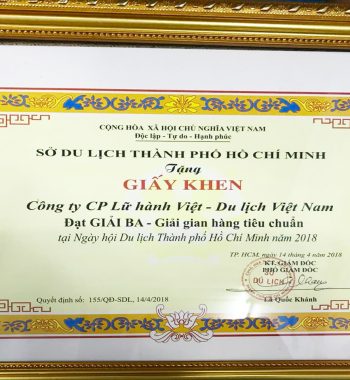 CỘNG HÒA XÃ HỘI CHỦ NGHĨA VIỆT NAM
Độc lập - Tự do - Hạnh phúc
SỞ DU LỊCH THÀNH PHỐ HỒ CHÍ MINH
Tặng
GIẤY KHEN
Công ty CP Lữ hành Việt - Du lịch Việt Nam
Đạt GIẢI BA - Giải gian hàng tiêu chuẩn
tại Ngày hội Du lịch Thành phố Hồ Chí Minh năm 2018
TP. HCM, ngày 14 tháng 4 năm 2018
KT. GIÁM ĐỐC
PHÓ GIÁM ĐỐC
SỞ
DU LỊCH
Quyết định số: 155/QĐ-SDL, 14/4/2018
Lã Quốc Khánh